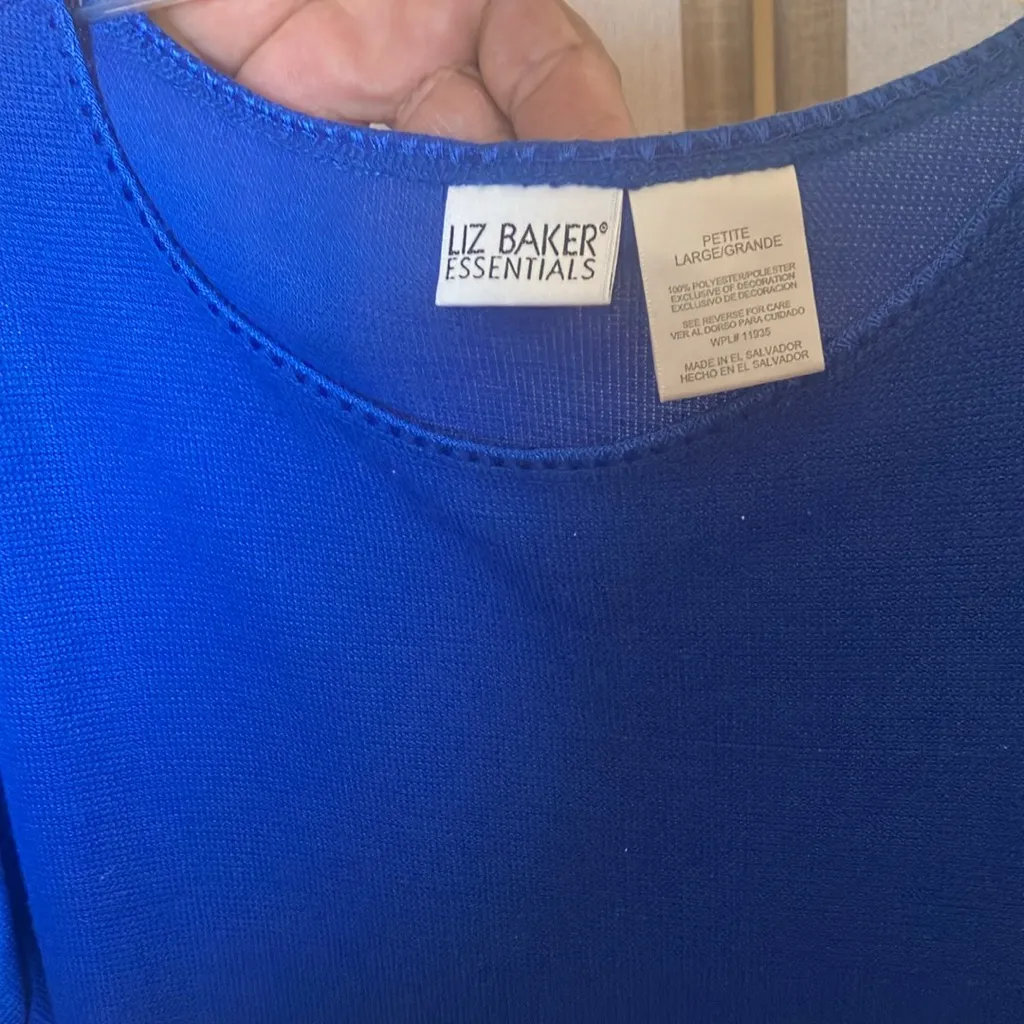 LIZ BAKER®
ESSENTIALS
PETITE
LARGE/GRANDE
100% POLYESTER/POLIESTER
EXCLUSIVE OF DECORATION
EXCLUSIVO DE DECORACION
SEE REVERSE FOR CARE
VER AL DORSO PARA CUIDADO
WPL# 11935
MADE IN EL SALVADOR
HECHO EN EL SALVADOR